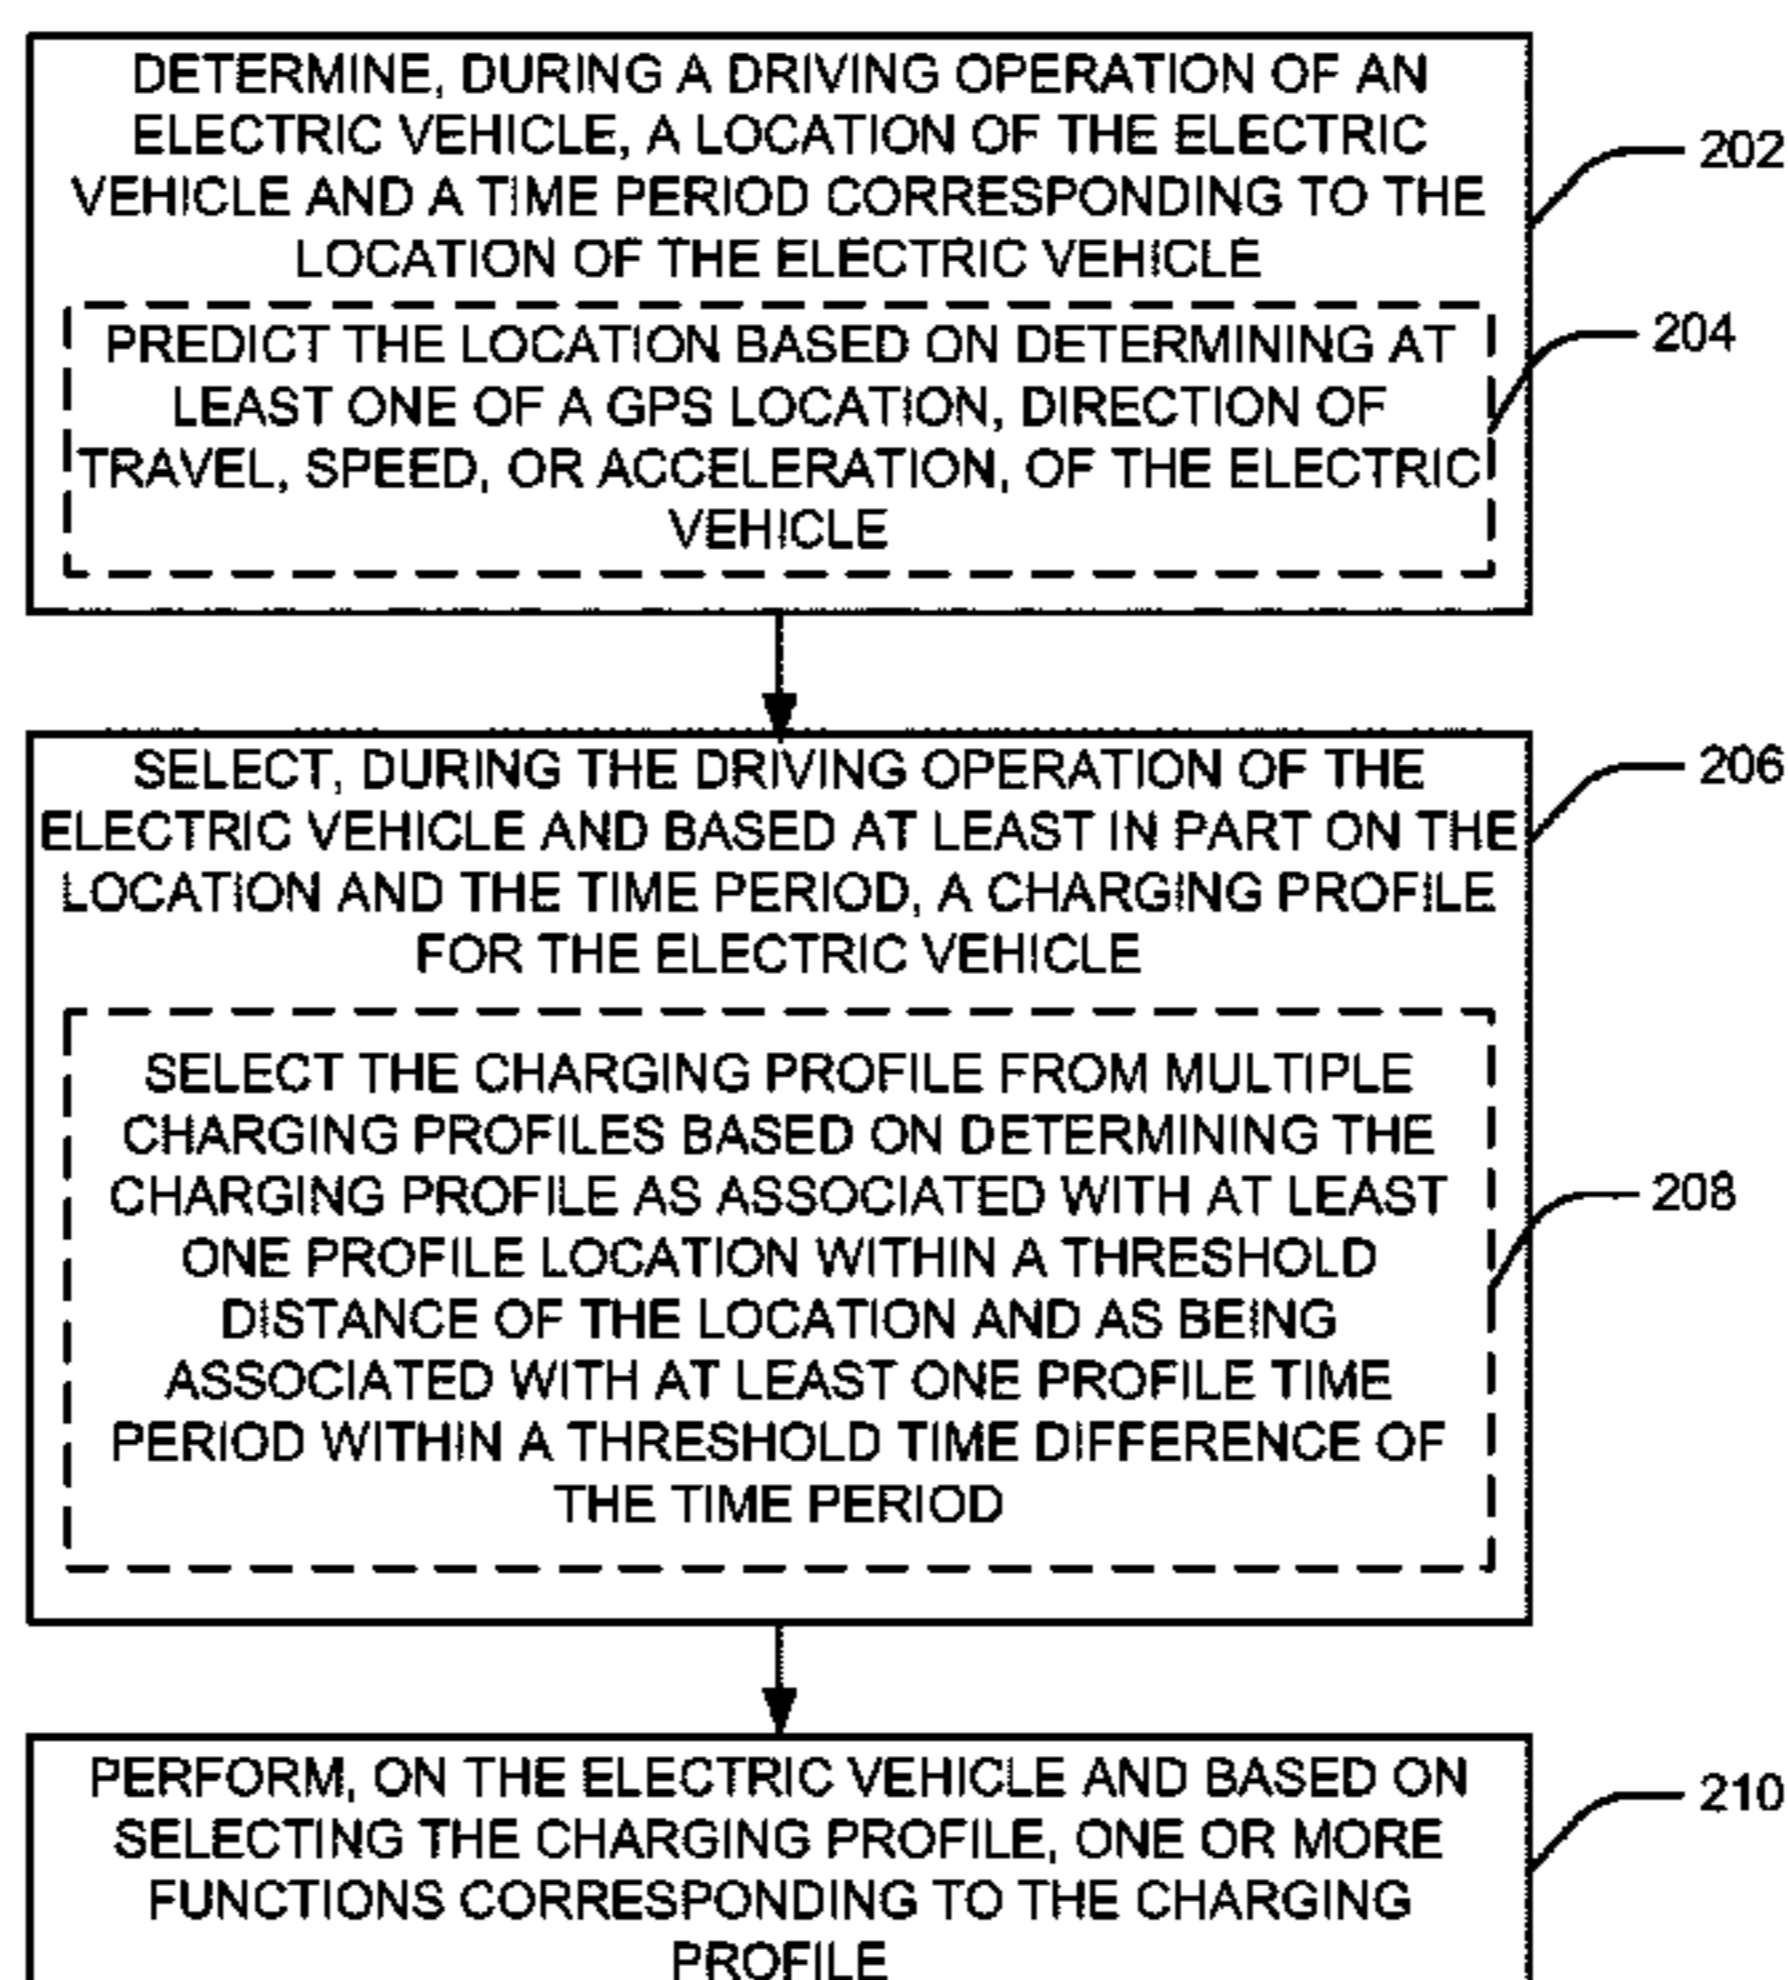 DETERMINE, DURING A DRIVING OPERATION OF AN
ELECTRIC VEHICLE, A LOCATION OF THE ELECTRIC
VEHICLE AND A TIME PERIOD CORRESPONDING TO THE
LOCATION OF THE ELECTRIC VEHICLE
202
PREDICT THE LOCATION BASED ON DETERMINING AT
LEAST ONE OF A GPS LOCATION, DIRECTION OF
TRAVEL, SPEED, OR ACCELERATION, OF THE ELECTRIC
VEHICLE
204
SELECT, DURING THE DRIVING OPERATION OF THE
ELECTRIC VEHICLE AND BASED AT LEAST IN PART ON THE
LOCATION AND THE TIME PERIOD, A CHARGING PROFILE
FOR THE ELECTRIC VEHICLE
206
SELECT THE CHARGING PROFILE FROM MULTIPLE
CHARGING PROFILES BASED ON DETERMINING THE
CHARGING PROFILE AS ASSOCIATED WITH AT LEAST
ONE PROFILE LOCATION WITHIN A THRESHOLD
DISTANCE OF THE LOCATION AND AS BEING
ASSOCIATED WITH AT LEAST ONE PROFILE TIME
PERIOD WITHIN A THRESHOLD TIME DIFFERENCE OF
THE TIME PERIOD
208
PERFORM, ON THE ELECTRIC VEHICLE AND BASED ON
SELECTING THE CHARGING PROFILE, ONE OR MORE
FUNCTIONS CORRESPONDING TO THE CHARGING
PROFILE
210